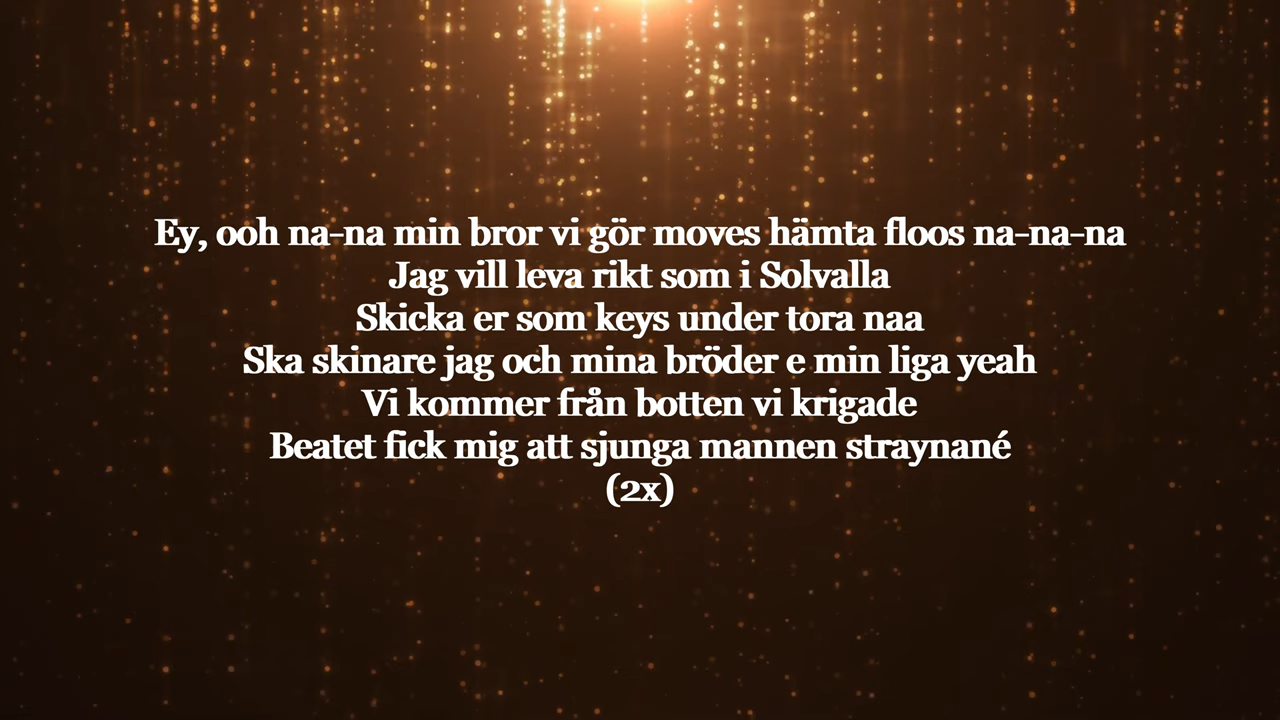 Ey, ooh na-na min bror vi gör moves hämta floos na-na-na
Jag vill leva rikt som i Solvalla
Skicka er som keys under tora naa
Ska skinare jag och mina bröder e min liga yeah
Vi kommer från botten vi krigade
Beatet fick mig att sjunga mannen straynané
(2x)